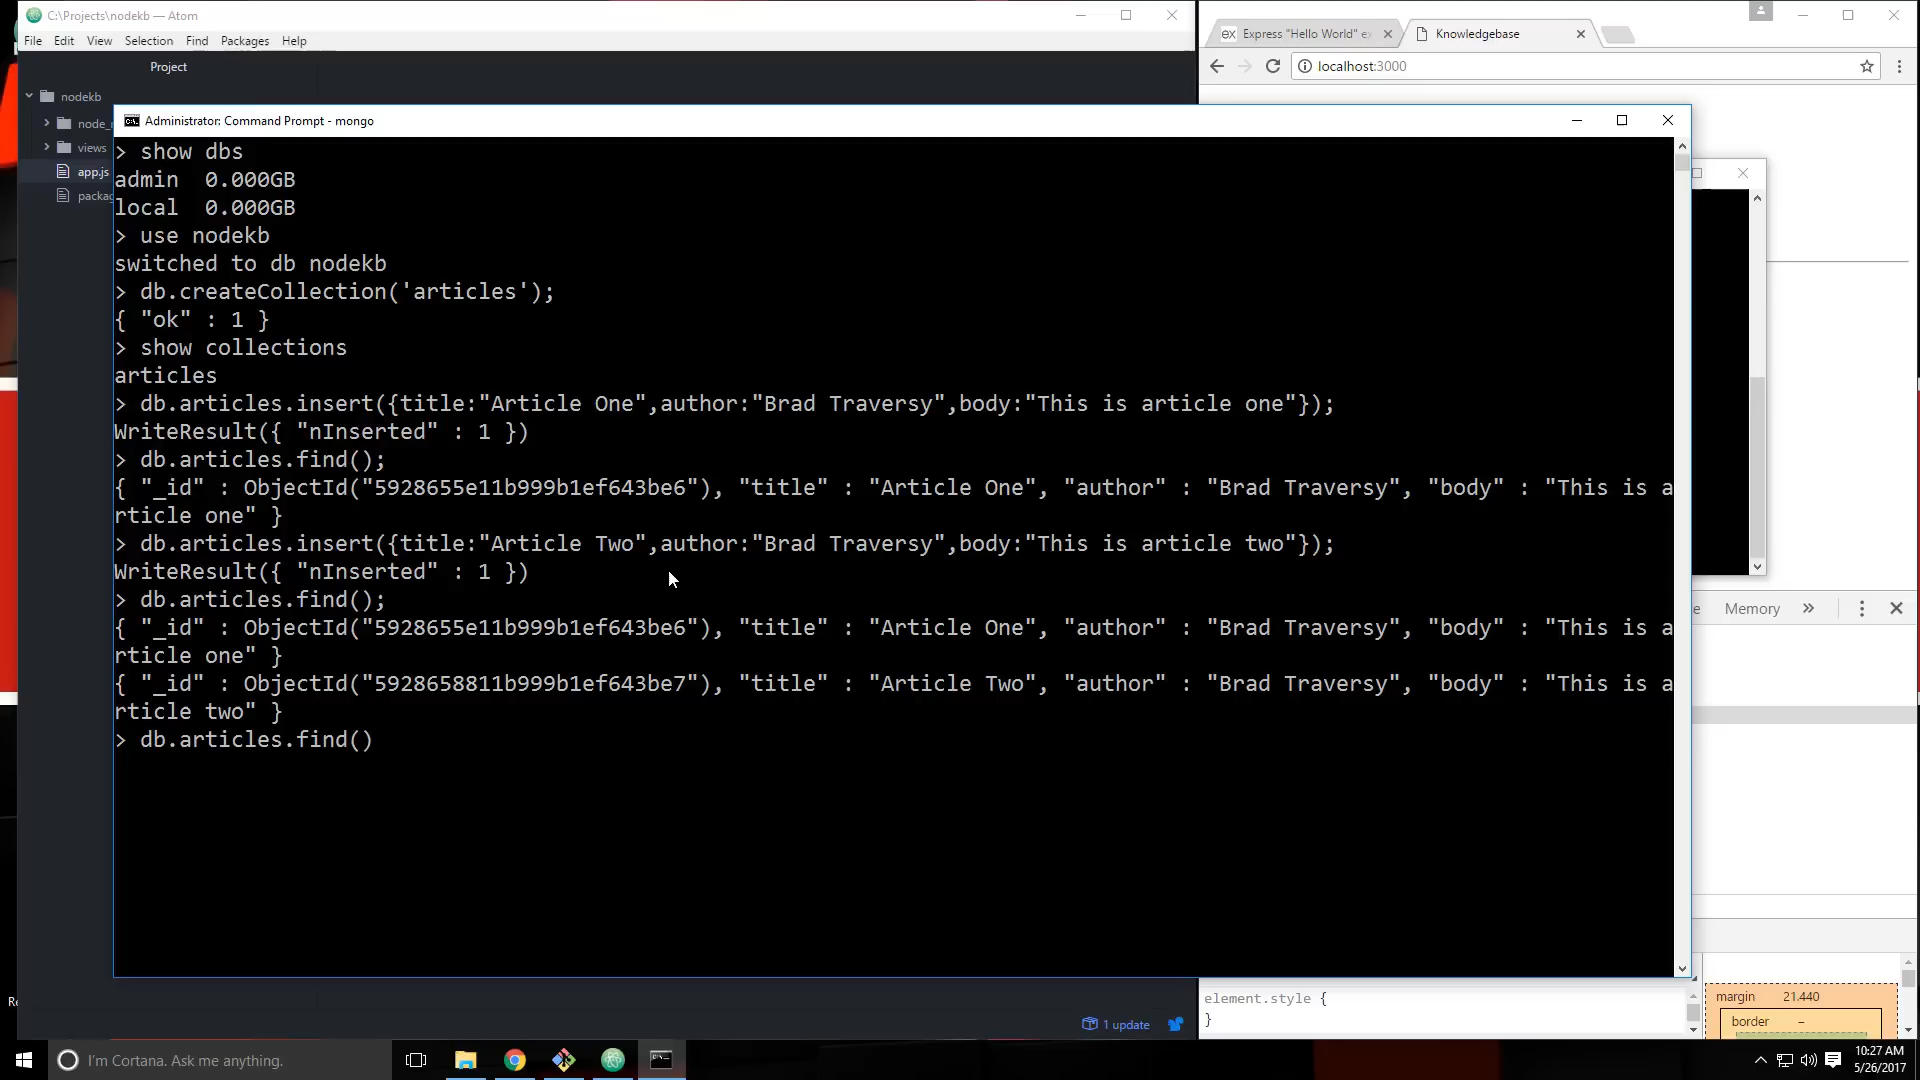 C:\Projects\nodekb — Atom
File Edit View Selection Find Packages Help
Project
nodekb
views
app.js
Express "Hello World" e
Knowledgebase
localhost:3000
Administrator: Command Prompt - mongo
> show dbs
admin  0.000GB
local  0.000GB
> use nodekb
switched to db nodekb
> db.createCollection('articles');
{ "ok" : 1 }
> show collections
articles
> db.articles.insert({title:"Article One",author:"Brad Traversy",body:"This is article one"});
WriteResult({ "nInserted" : 1 })
> db.articles.find();
{ "_id" : ObjectId("5928655e11b999b1ef643be6"), "title" : "Article One", "author" : "Brad Traversy", "body" : "This is a
rticle one" }
> db.articles.insert({title:"Article Two",author:"Brad Traversy",body:"This is article two"});
WriteResult({ "nInserted" : 1 })
> db.articles.find();
{ "_id" : ObjectId("5928655e11b999b1ef643be6"), "title" : "Article One", "author" : "Brad Traversy", "body" : "This is a
rticle one" }
{ "_id" : ObjectId("5928658811b999b1ef643be7"), "title" : "Article Two", "author" : "Brad Traversy", "body" : "This is a
rticle two" }
> db.articles.find()
Memory
element.style {
}
margin 21.440
border –
1 update
I'm Cortana. Ask me anything.
10:27 AM
5/26/2017